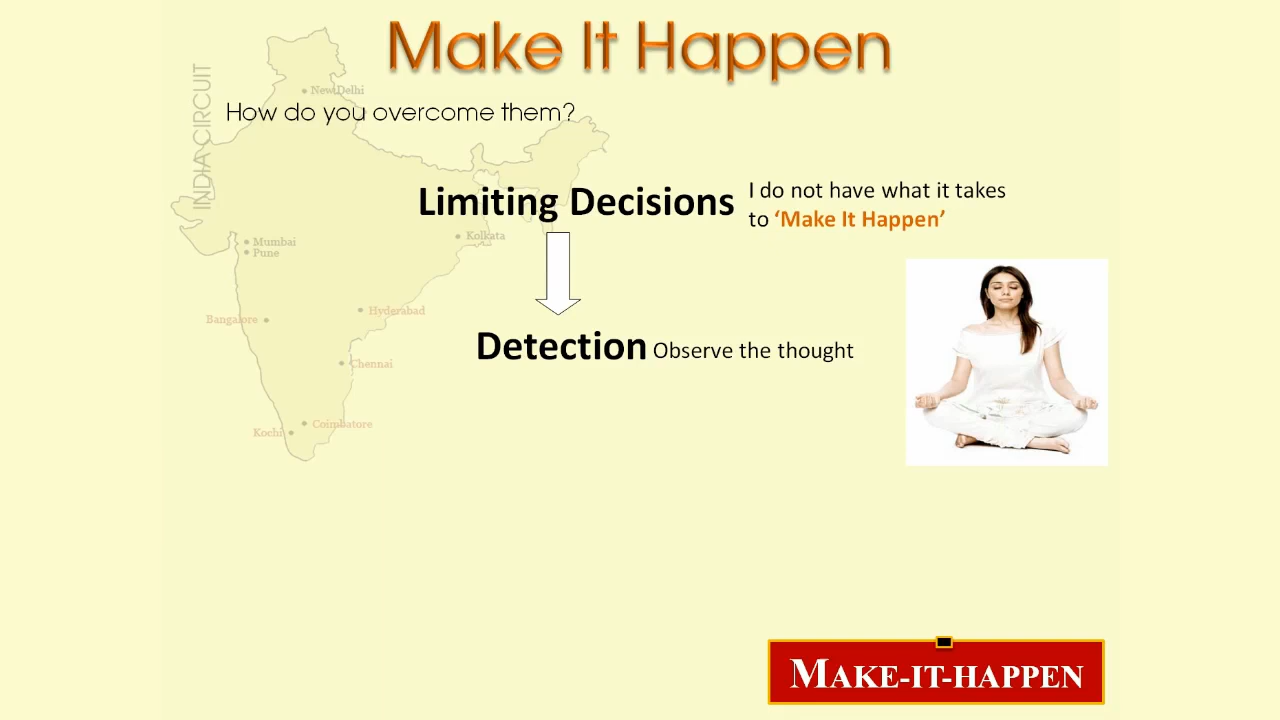 Make It Happen
INDIA CIRCUIT
New Delhi
How do you overcome them?
Limiting Decisions
I do not have what it takes
to ‘Make It Happen’
Mumbai
Pune
Kolkata
Bangalore
Hyderabad
Detection Observe the thought
Chennai
Coimbatore
Kochi
MAKE-IT-HAPPEN